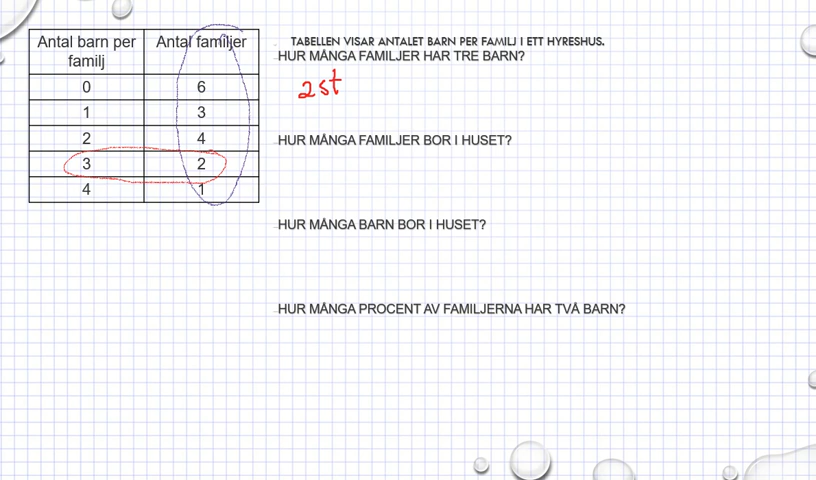 Antal barn per familj	Antal familjer
0	6
1	3
2	4
3	2
4	1
TABELLEN VISAR ANTALET BARN PER FAMILJ I ETT HYRESHUS.
HUR MÅNGA FAMILJER HAR TRE BARN?
2 st
HUR MÅNGA FAMILJER BOR I HUSET?
HUR MÅNGA BARN BOR I HUSET?
HUR MÅNGA PROCENT AV FAMILJERNA HAR TVÅ BARN?